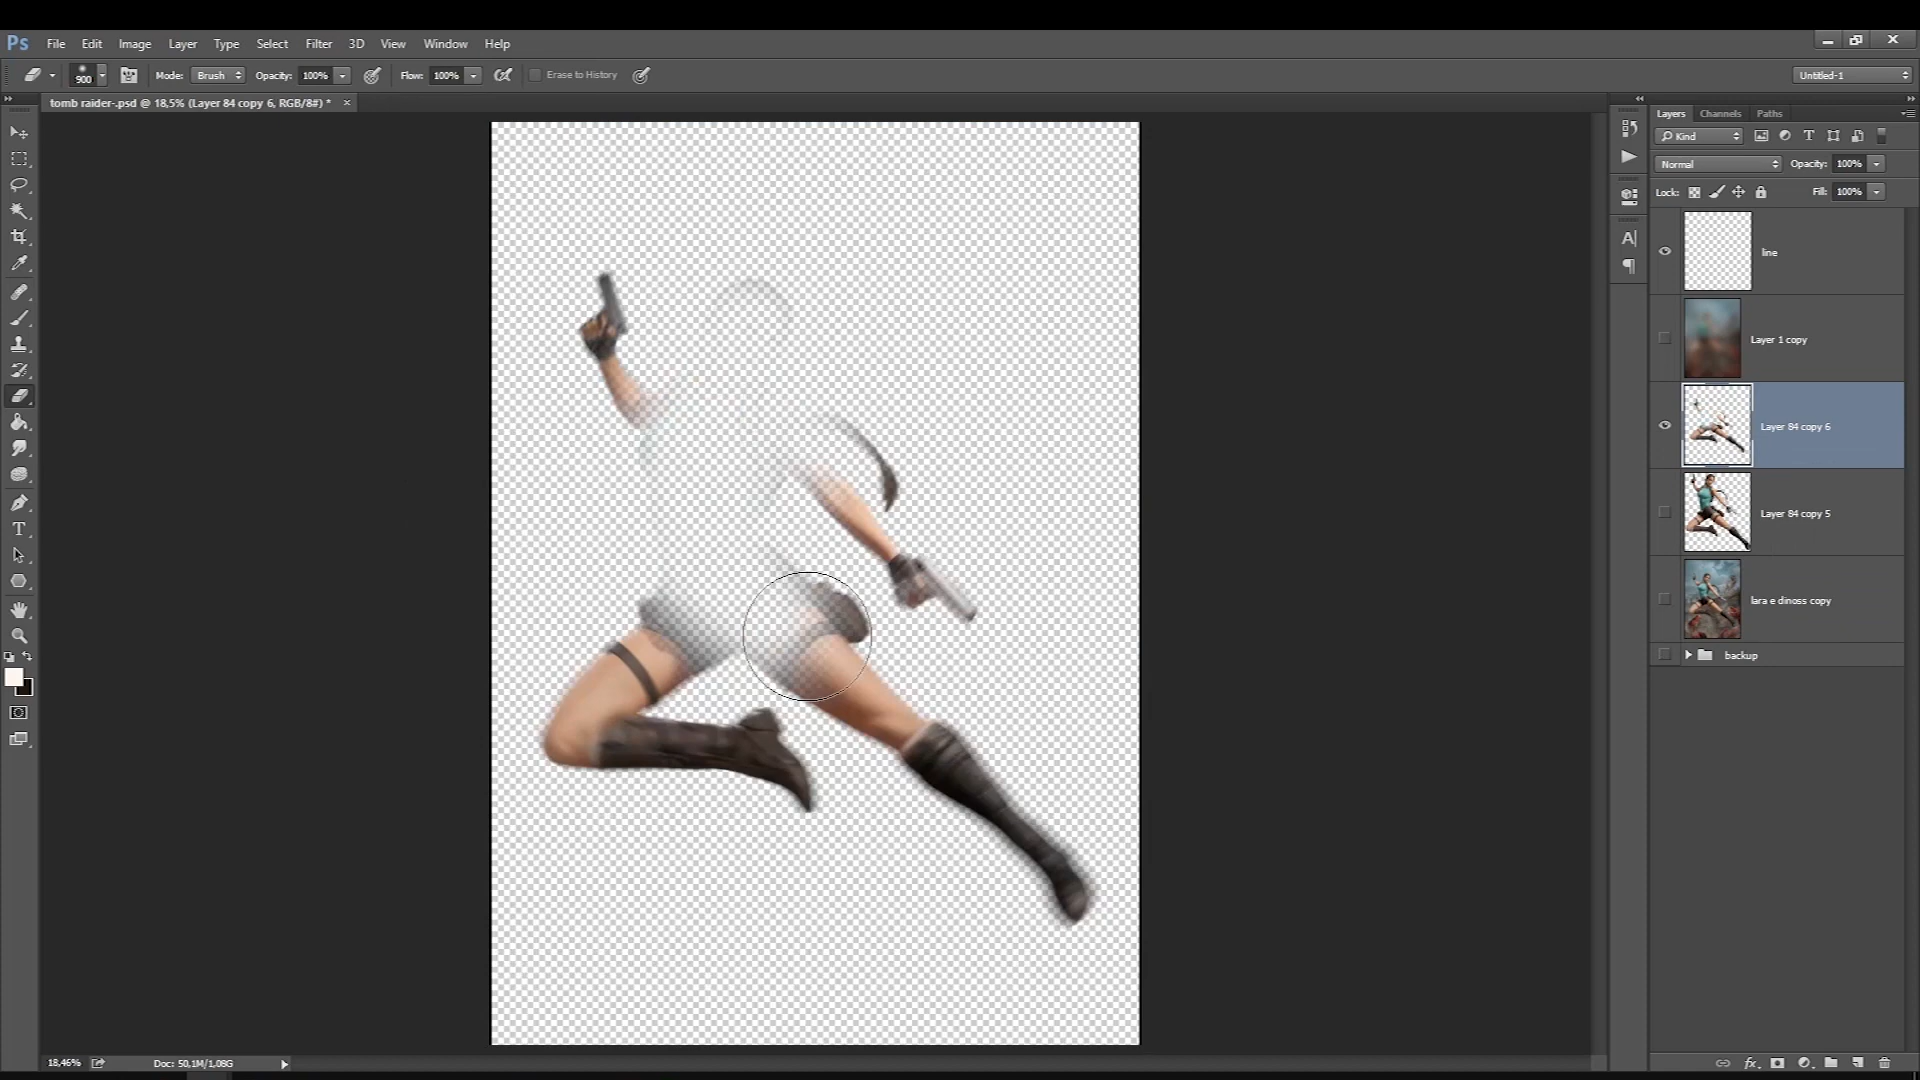 Ps File Edit Image Layer Type Select Filter 3D View Window Help
900 Mode: Brush Opacity: 100% Flow: 100% Erase to History Untitled-1
tomb raider-.psd @ 18,5% (Layer 84 copy 6, RGB/8#) * ×
Layers Channels Paths
Kind
Normal Opacity: 100%
Lock: Fill: 100%
line
Layer 1 copy
Layer 84 copy 6
Layer 84 copy 5
lara e dinoss copy
backup
18,46% Doc: 50,1M/1,08G